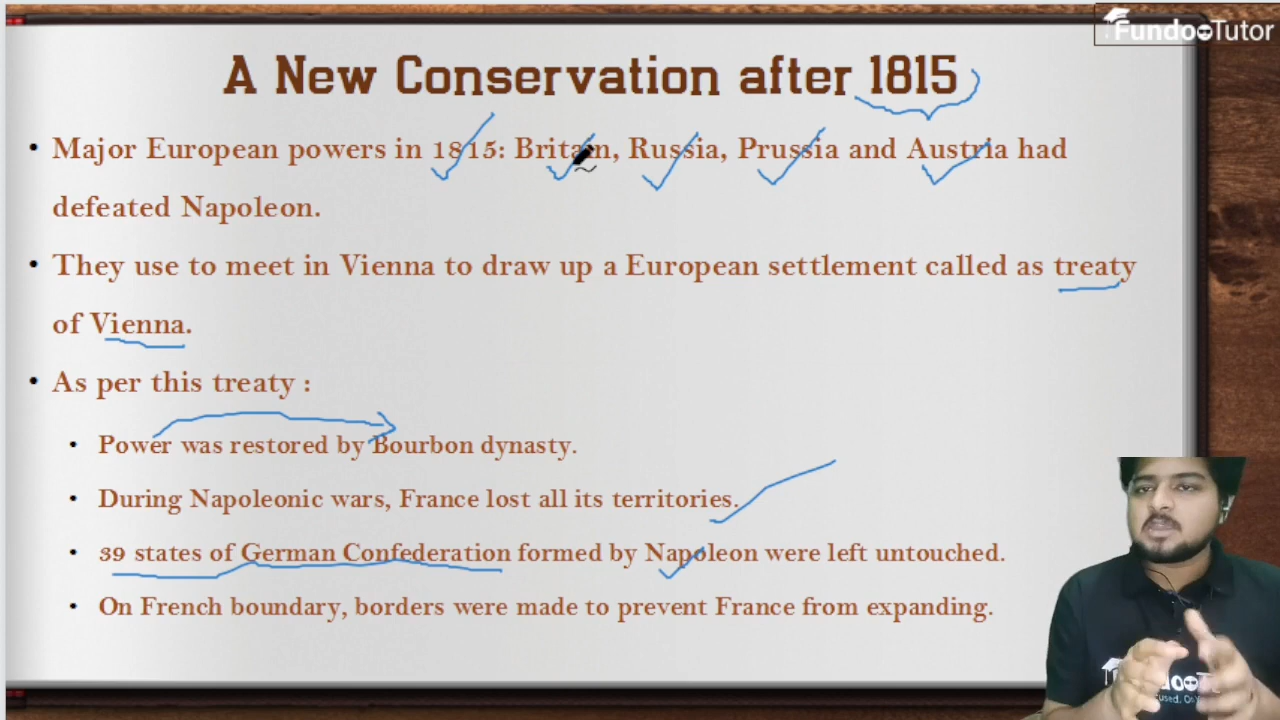 FundooTutor
A New Conservation after 1815
• Major European powers in 1815: Britain, Russia, Prussia and Austria had
defeated Napoleon.
• They use to meet in Vienna to draw up a European settlement called as treaty
of Vienna.
• As per this treaty :
• Power was restored by Bourbon dynasty.
• During Napoleonic wars, France lost all its territories.
• 39 states of German Confederation formed by Napoleon were left untouched.
• On French boundary, borders were made to prevent France from expanding.